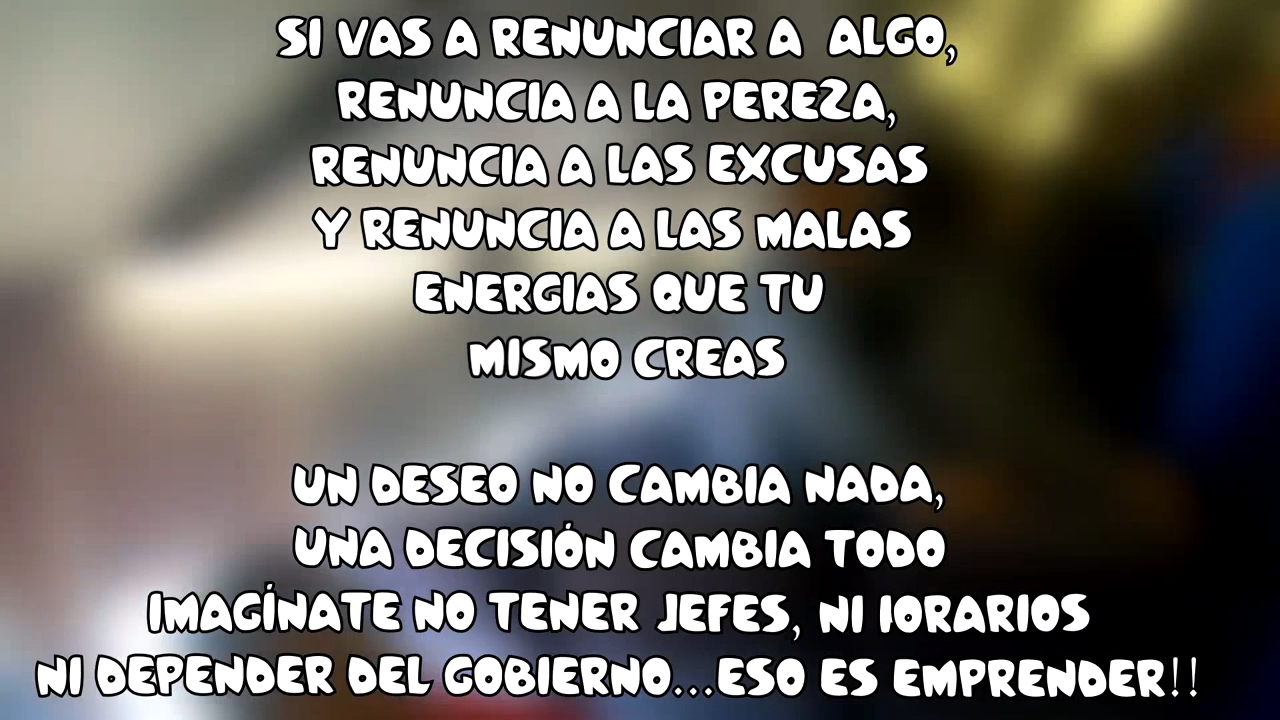 SI VAS A RENUNCIAR A ALGO,
RENUNCIA A LA PEREZA,
RENUNCIA A LAS EXCUSAS
Y RENUNCIA A LAS MALAS
ENERGIAS QUE TU
MISMO CREAS
UN DESEO NO CAMBIA NADA,
UNA DECISIÓN CAMBIA TODO
IMAGÍNATE NO TENER JEFES, NI HORARIOS
NI DEPENDER DEL GOBIERNO...ESO ES EMPRENDER!!